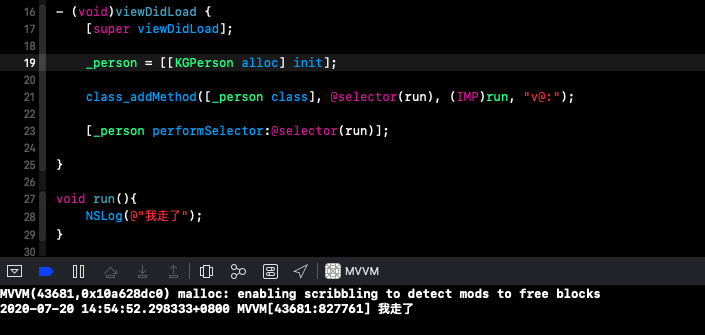 16 - (void)viewDidLoad {
17 [super viewDidLoad];
18
19 _person = [[KGPerson alloc] init];
20
21 class_addMethod([_person class], @selector(run), (IMP)run, "v@:");
22
23 [_person performSelector:@selector(run)];
24
25 }
26
27 void run(){
28 NSLog(@"我走了");
29 }
30
MVVM
MVVM(43681,0x10a628dc0) malloc: enabling scribbling to detect mods to free blocks
2020-07-20 14:54:52.298333+0800 MVVM[43681:827761] 我走了